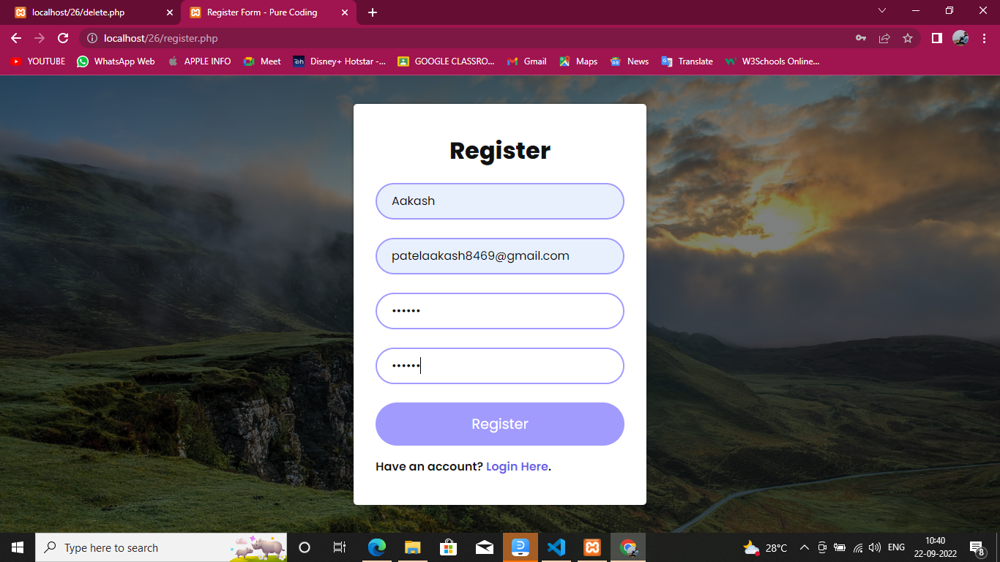 localhost/26/delete.php
Register Form - Pure Coding
localhost/26/register.php
YOUTUBE
WhatsApp Web
APPLE INFO
Meet
Disney+ Hotstar -...
GOOGLE CLASSRO...
Gmail
Maps
News
Translate
W3Schools Online...
Register
Aakash
patelaakash8469@gmail.com
••••••
••••••
Register
Have an account? Login Here.
Type here to search
28°C
ENG
10:40
22-09-2022
8